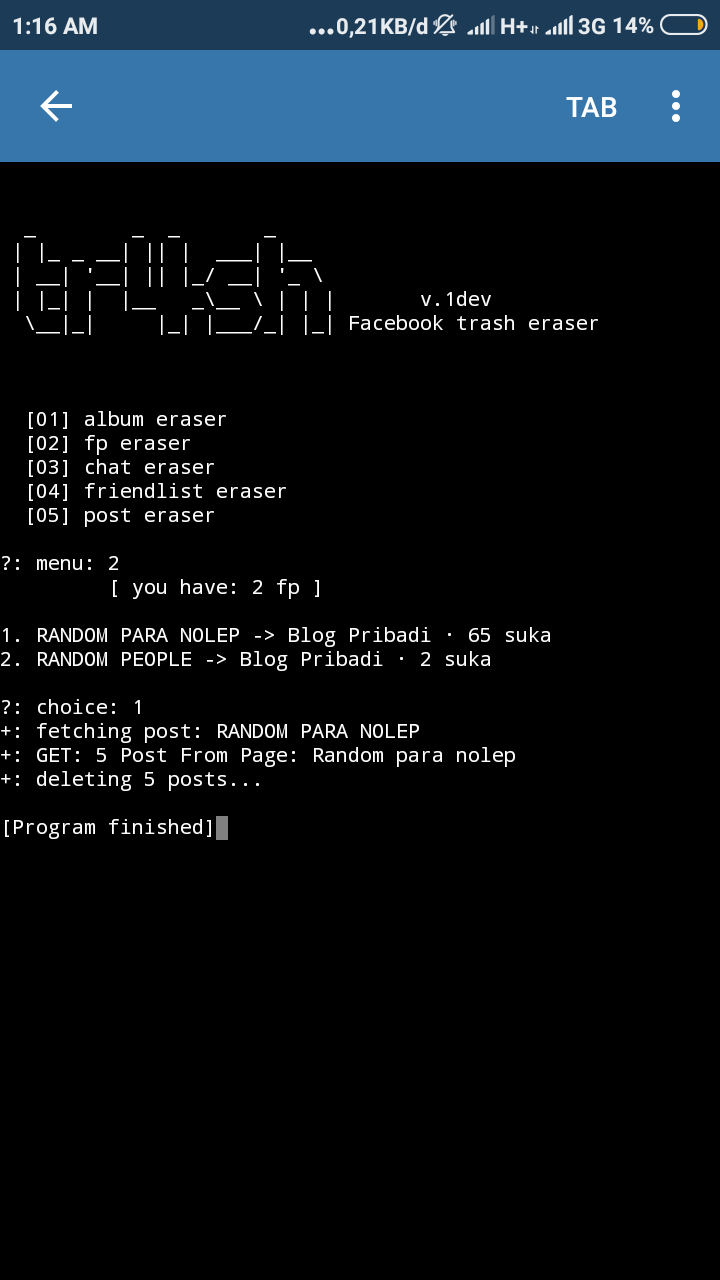 1:16 AM ...0,21KB/d H+ 3G 14%
TAB
tr4sh
v.1dev
Facebook trash eraser
[01] album eraser
[02] fp eraser
[03] chat eraser
[04] friendlist eraser
[05] post eraser
?: menu: 2
[ you have: 2 fp ]
1. RANDOM PARA NOLEP -> Blog Pribadi · 65 suka
2. RANDOM PEOPLE -> Blog Pribadi · 2 suka
?: choice: 1
+: fetching post: RANDOM PARA NOLEP
+: GET: 5 Post From Page: Random para nolep
+: deleting 5 posts...
[Program finished]